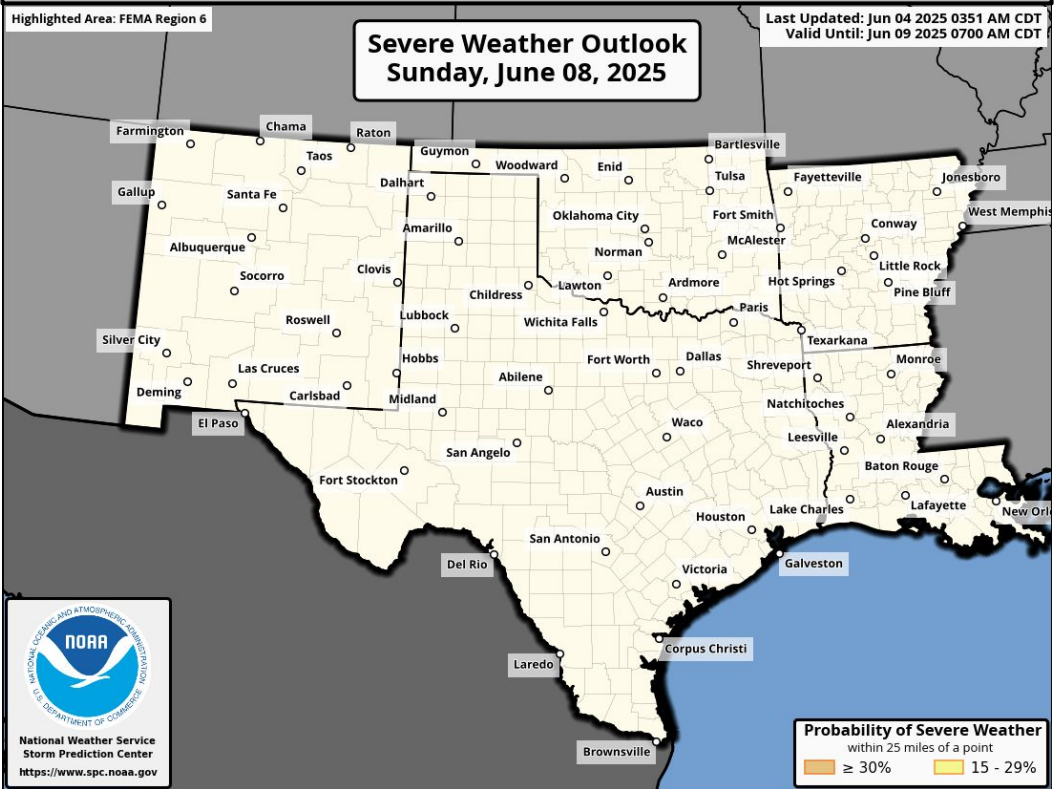 Highlighted Area: FEMA Region 6
Severe Weather Outlook
Sunday, June 08, 2025
Last Updated: Jun 04 2025 0351 AM CDT
Valid Until: Jun 09 2025 0700 AM CDT
Farmington
Chama
Raton
Taos
Guymon
Woodward
Enid
Bartlesville
Tulsa
Fayetteville
Jonesboro
Gallup
Santa Fe
Dalhart
Amarillo
Oklahoma City
Fort Smith
Conway
West Memphis
Albuquerque
Norman
McAlester
Little Rock
Socorro
Clovis
Childress
Lawton
Ardmore
Hot Springs
Pine Bluff
Roswell
Lubbock
Wichita Falls
Paris
Texarkana
Silver City
Hobbs
Fort Worth
Dallas
Shreveport
Monroe
Deming
Las Cruces
Carlsbad
Midland
Abilene
Natchitoches
El Paso
Waco
Leesville
Alexandria
San Angelo
Fort Stockton
Baton Rouge
Austin
Houston
Lake Charles
Lafayette
New Orl
San Antonio
Del Rio
Victoria
Galveston
Laredo
Corpus Christi
Brownsville
NATIONAL OCEANIC AND ATMOSPHERIC ADMINISTRATION
NOAA
U.S. DEPARTMENT OF COMMERCE
National Weather Service
Storm Prediction Center
https://www.spc.noaa.gov
Probability of Severe Weather
within 25 miles of a point
≥ 30%
15 - 29%